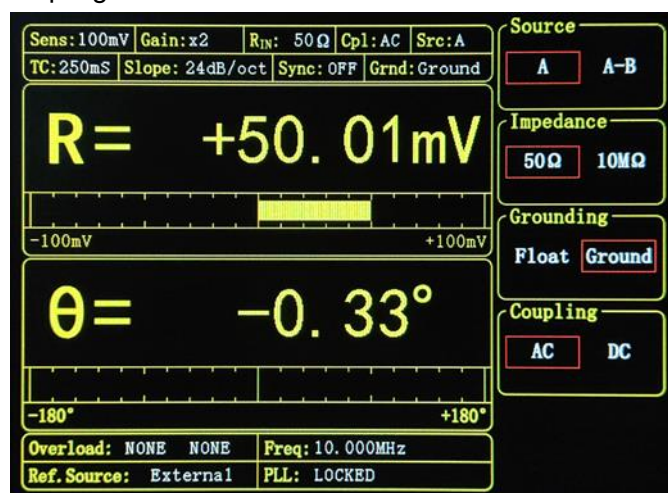 Sens:100mV Gain:x2 RIN: 50Ω Cpl:AC Src:A
TC:250mS Slope: 24dB/oct Sync: OFF Grnd:Ground
R= +50.01mV
-100mV +100mV
θ= -0.33°
-180° +180°
Overload: NONE NONE Freq:10.000MHz
Ref.Source: External PLL: LOCKED
Source
A A-B
Impedance
50Ω 10MΩ
Grounding
Float Ground
Coupling
AC DC